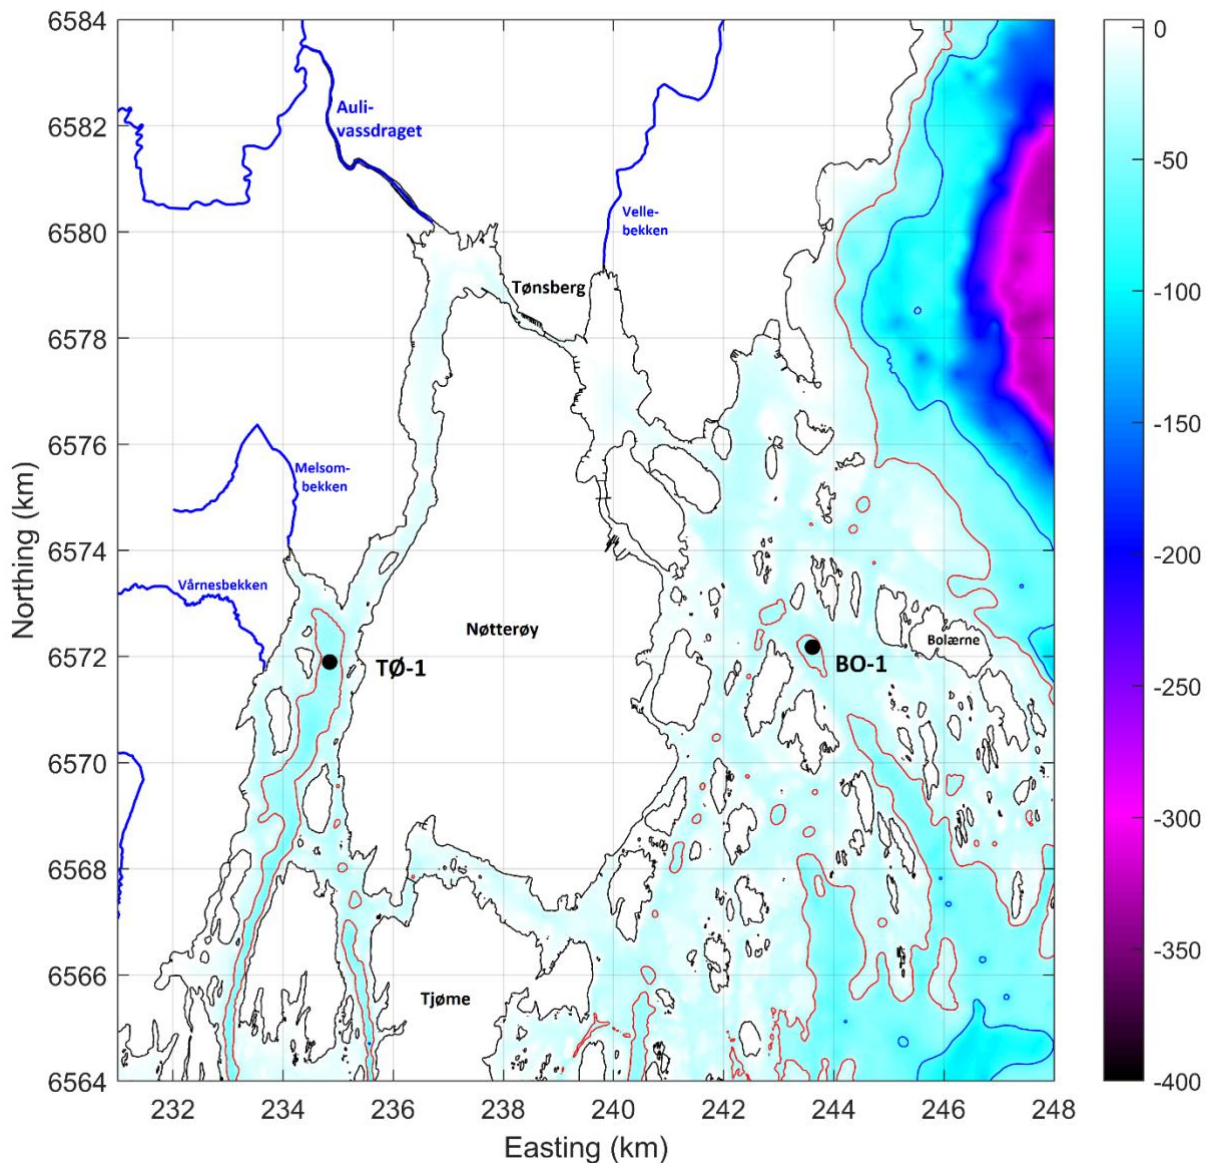 6584
6582
6580
6578
6576
6574
6572
6570
6568
6566
6564
Northing (km)
Auli-
vassdraget
Velle-
bekken
Tønsberg
Melsom-
bekken
Vårnesbekken
Nøtterøy
Bolærne
TØ-1
BO-1
Tjøme
232
234
236
238
240
242
244
246
248
Easting (km)
0
-50
-100
-150
-200
-250
-300
-350
-400